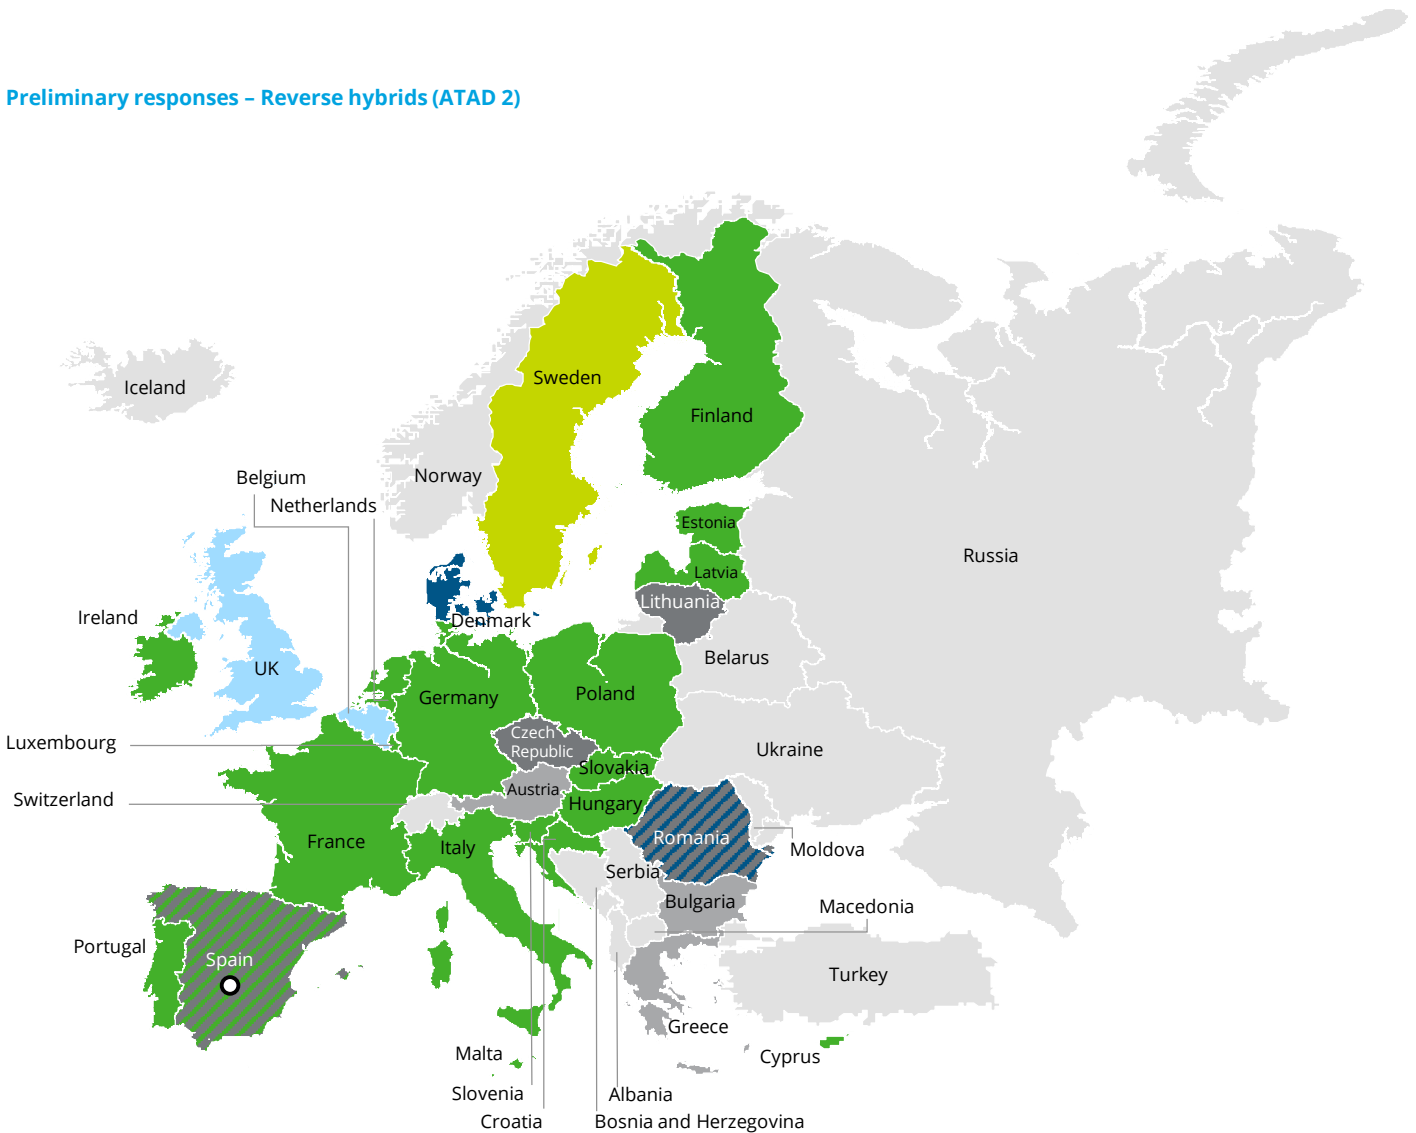 Preliminary responses – Reverse hybrids (ATAD 2)
Iceland
Sweden
Finland
Norway
Belgium
Netherlands
Estonia
Russia
Latvia
Lithuania
Ireland
Denmark
UK
Belarus
Germany
Poland
Luxembourg
Czech
Republic
Ukraine
Slovakia
Switzerland
Austria
Hungary
France
Italy
Romania
Moldova
Serbia
Bulgaria
Macedonia
Portugal
Spain
Turkey
Greece
Malta
Cyprus
Slovenia
Albania
Croatia
Bosnia and Herzegovina